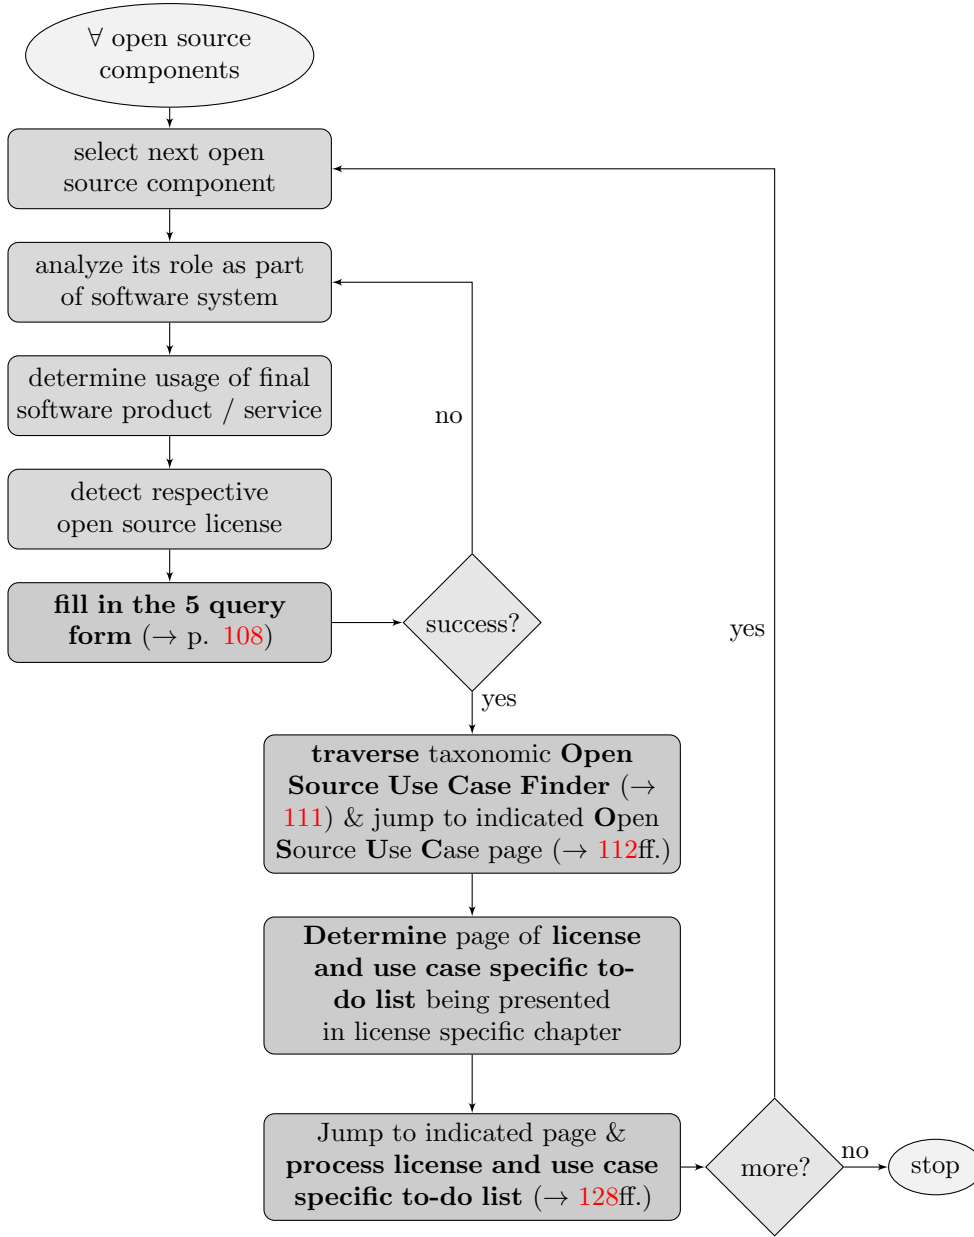 ∀ open source
components
select next open
source component
analyze its role as part
of software system
determine usage of final
software product / service
no
detect respective
open source license
fill in the 5 query
form (→ p. 108)
success?
yes
yes
traverse taxonomic Open
Source Use Case Finder (→
111) & jump to indicated Open
Source Use Case page (→ 112ff.)
Determine page of license
and use case specific to-
do list being presented
in license specific chapter
Jump to indicated page &
process license and use case
specific to-do list (→ 128ff.)
more?
no
stop